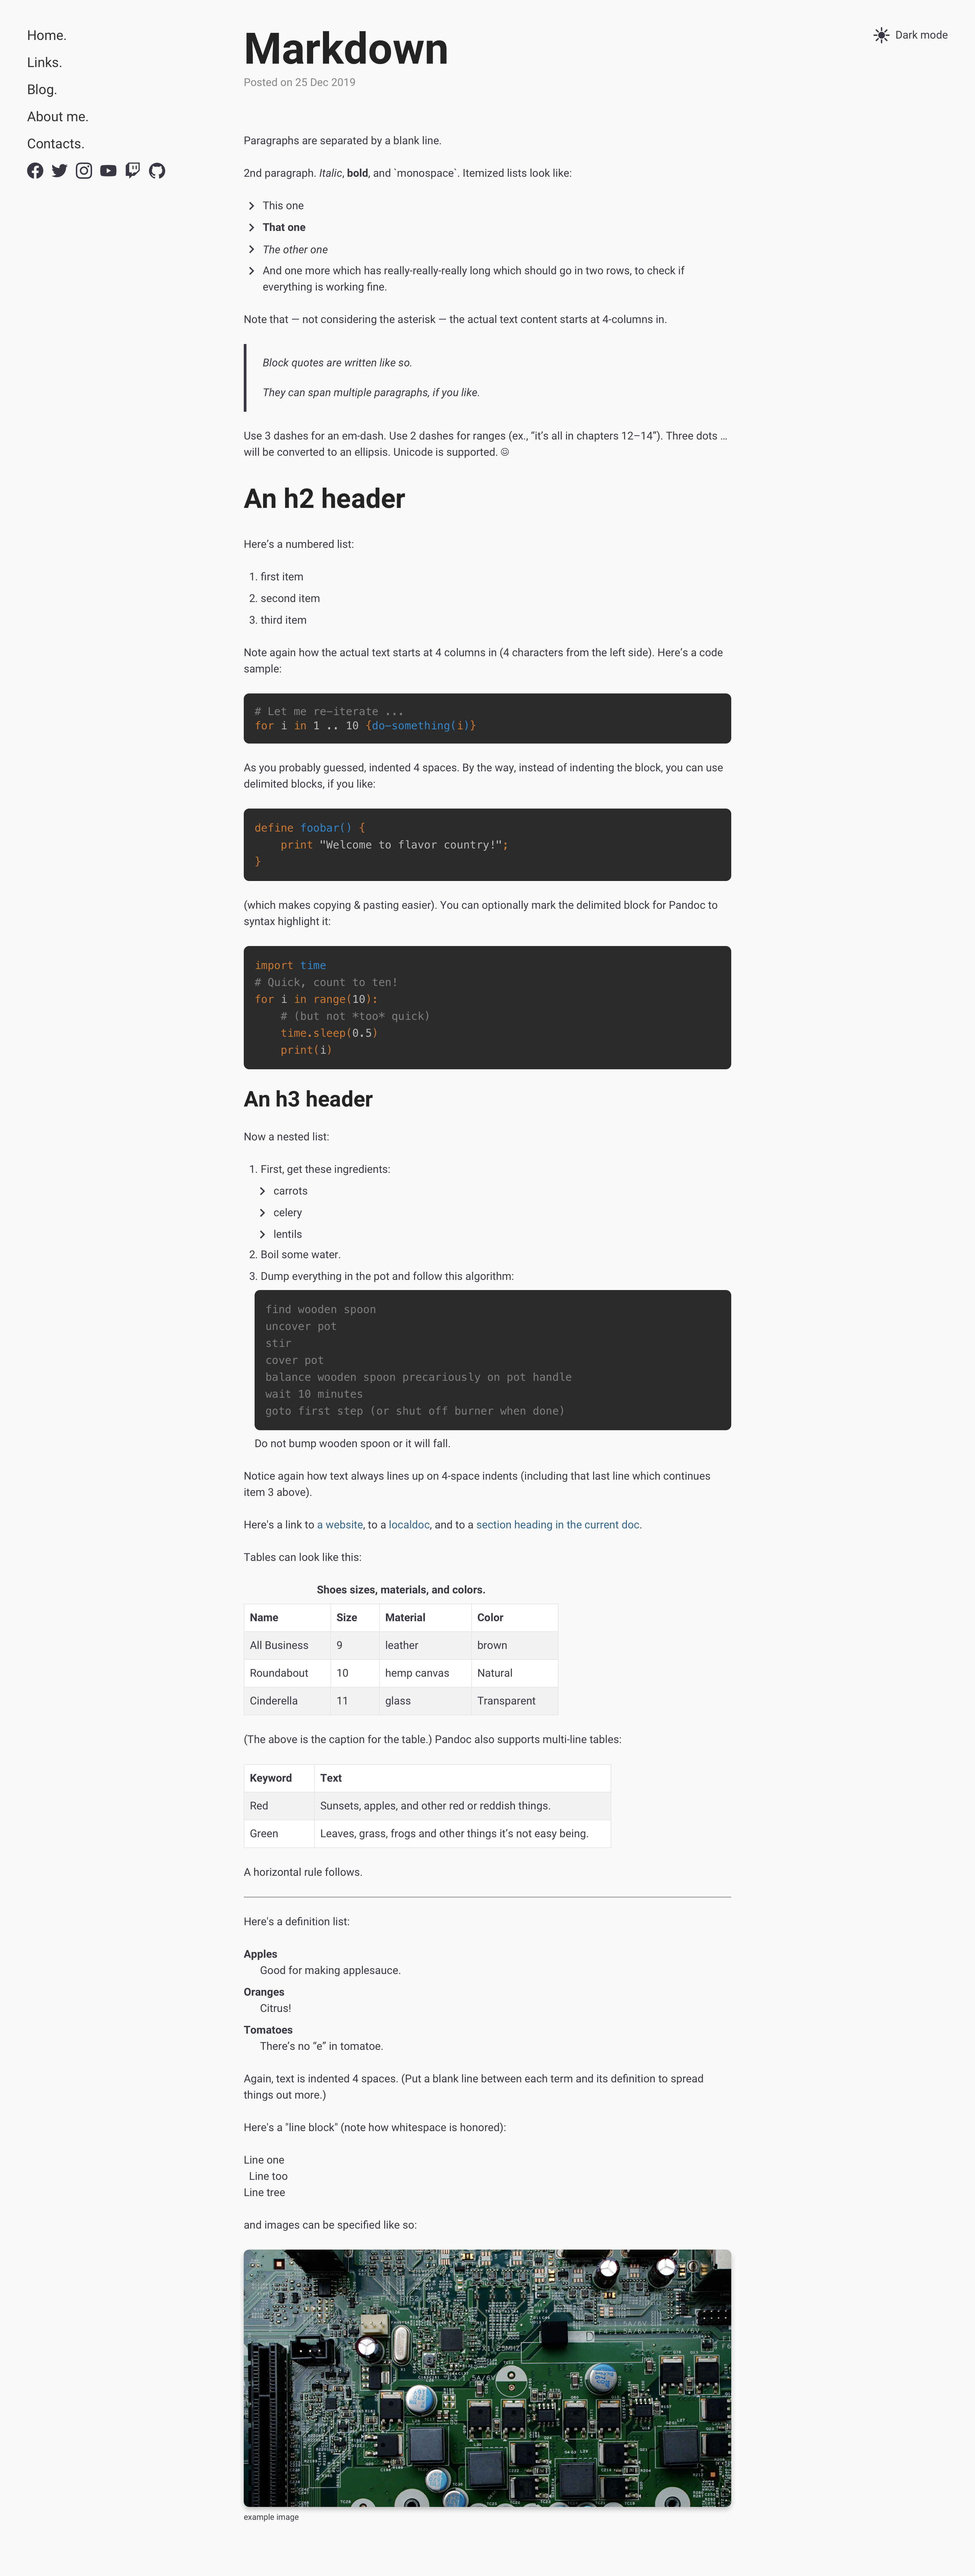 Home.
Links.
Blog.
About me.
Contacts.
Dark mode
Markdown
Posted on 25 Dec 2019
Paragraphs are separated by a blank line.
2nd paragraph. Italic, bold, and `monospace`. Itemized lists look like:
This one
That one
The other one
And one more which has really-really-really long which should go in two rows, to check if
everything is working fine.
Note that — not considering the asterisk — the actual text content starts at 4-columns in.
Block quotes are written like so.
They can span multiple paragraphs, if you like.
Use 3 dashes for an em-dash. Use 2 dashes for ranges (ex., “it’s all in chapters 12–14”). Three dots …
will be converted to an ellipsis. Unicode is supported. ☺
An h2 header
Here’s a numbered list:
1. first item
2. second item
3. third item
Note again how the actual text starts at 4 columns in (4 characters from the left side). Here’s a code
sample:
# Let me re-iterate ...
for i in 1 .. 10 {do-something(i)}
As you probably guessed, indented 4 spaces. By the way, instead of indenting the block, you can use
delimited blocks, if you like:
define foobar() {
    print "Welcome to flavor country!";
}
(which makes copying & pasting easier). You can optionally mark the delimited block for Pandoc to
syntax highlight it:
import time
# Quick, count to ten!
for i in range(10):
    # (but not *too* quick)
    time.sleep(0.5)
    print(i)
An h3 header
Now a nested list:
1. First, get these ingredients:
carrots
celery
lentils
2. Boil some water.
3. Dump everything in the pot and follow this algorithm:
find wooden spoon
uncover pot
stir
cover pot
balance wooden spoon precariously on pot handle
wait 10 minutes
goto first step (or shut off burner when done)
Do not bump wooden spoon or it will fall.
Notice again how text always lines up on 4-space indents (including that last line which continues
item 3 above).
Here's a link to a website, to a localdoc, and to a section heading in the current doc.
Tables can look like this:
Shoes sizes, materials, and colors.
Name Size Material Color
All Business 9 leather brown
Roundabout 10 hemp canvas Natural
Cinderella 11 glass Transparent
(The above is the caption for the table.) Pandoc also supports multi-line tables:
Keyword Text
Red Sunsets, apples, and other red or reddish things.
Green Leaves, grass, frogs and other things it’s not easy being.
A horizontal rule follows.
Here's a definition list:
Apples
Good for making applesauce.
Oranges
Citrus!
Tomatoes
There’s no “e” in tomatoe.
Again, text is indented 4 spaces. (Put a blank line between each term and its definition to spread
things out more.)
Here's a "line block" (note how whitespace is honored):
Line one
  Line too
Line tree
and images can be specified like so:
example image